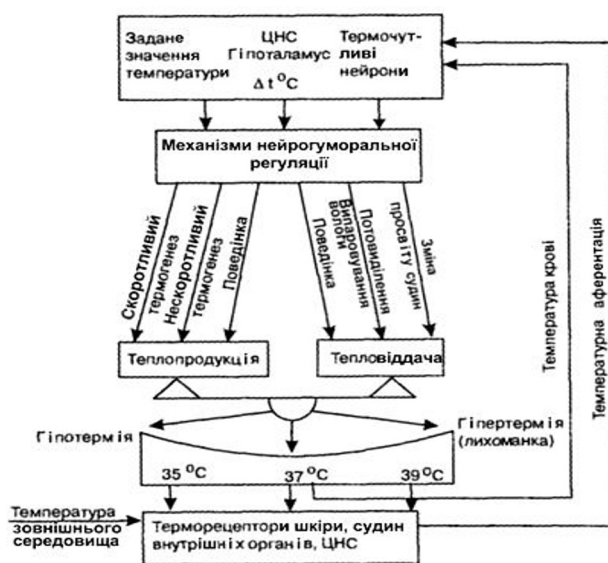 Задане
значення
температури
ЦНС
Гіпоталамус
Δ t °C
Термочут-
ливі
нейрони
Механізми нейрогуморальної
регуляції
Скоротливий
термогенез
Нескоротливий
термогенез
Поведінка
Поведінка
Випаровування
вологи
Потовиділення
Зміна
просвіту судин
Температура крові
Температурна аферентація
Теплопродукція
Тепловіддача
Гіпотермія
Гіпертермія
(лихоманка)
35 °C
37 °C
39 °C
Температура
зовнішнього
середовища
Терморецептори шкіри, судин
внутрішніх органів, ЦНС